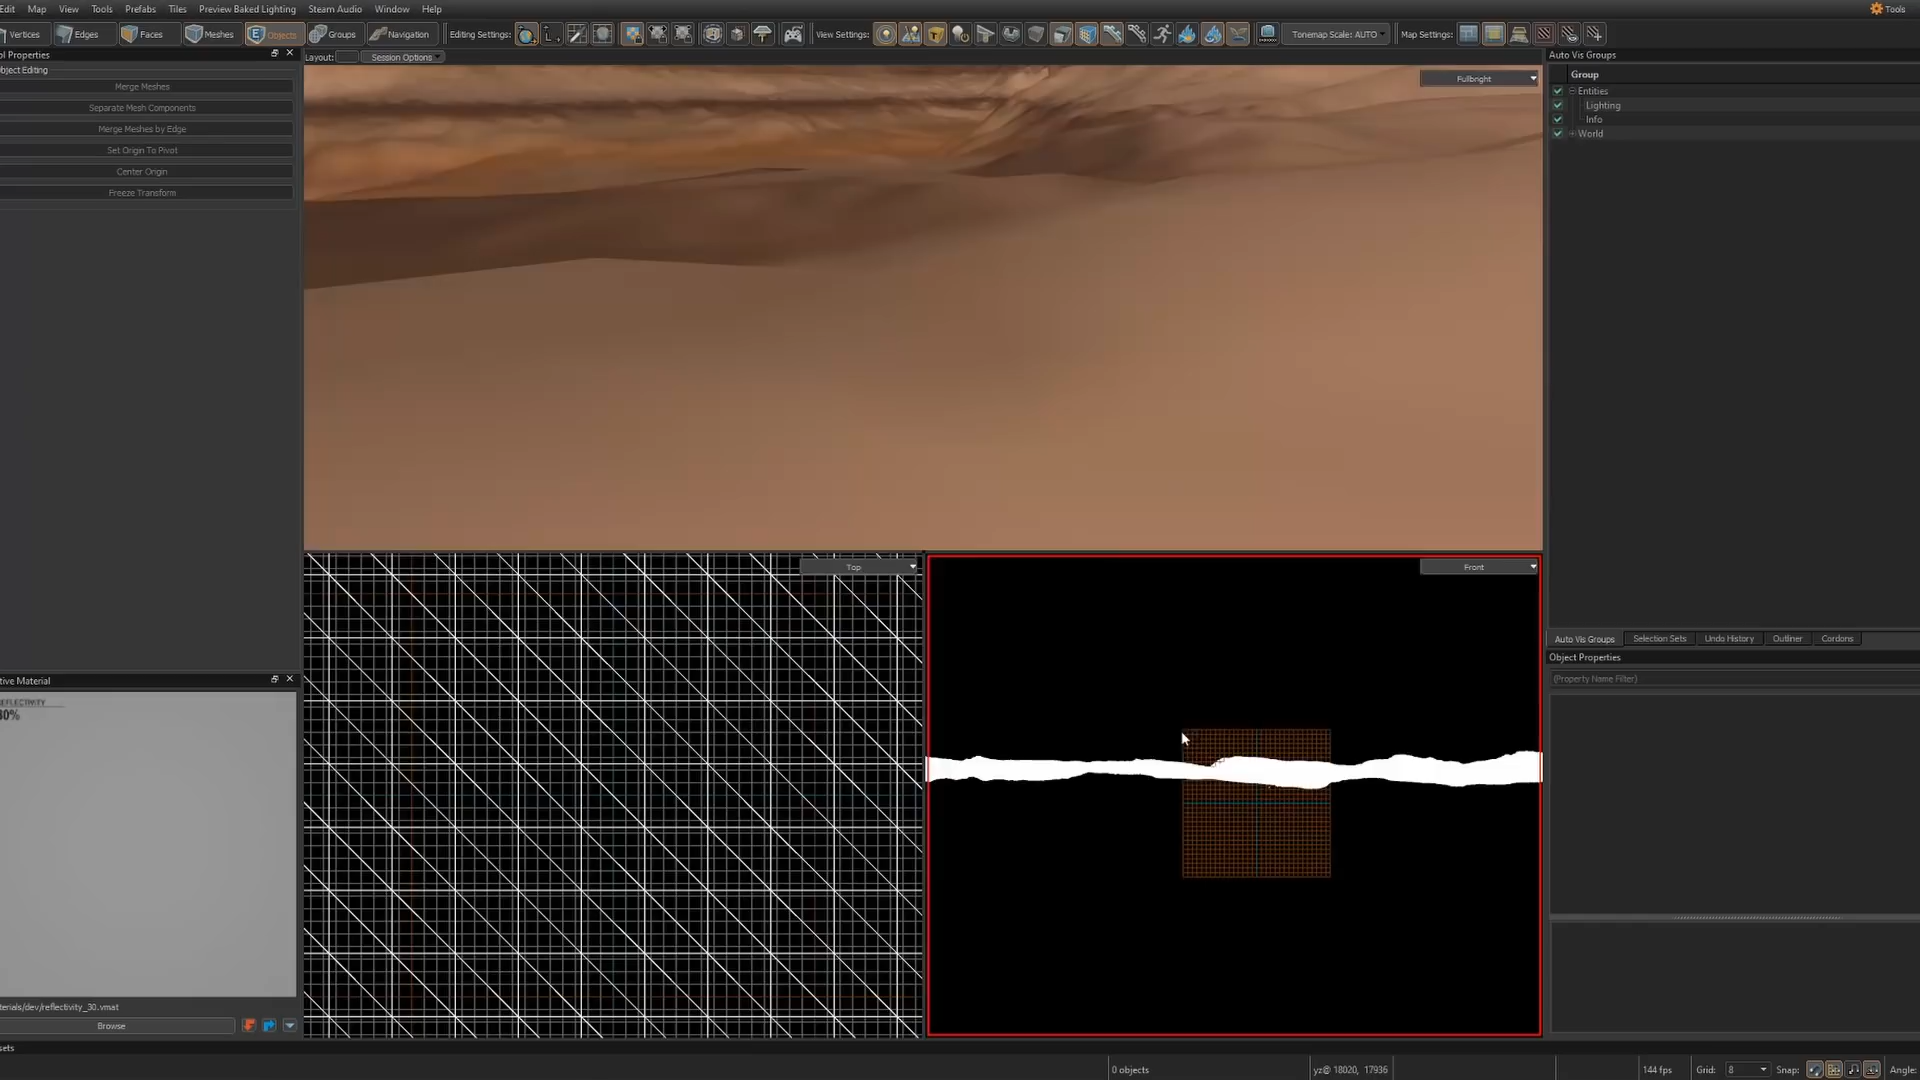 Edit Map View Tools Prefabs Tiles Preview Baked Lighting Steam Audio Window Help Tools
Vertices Edges Faces Meshes Objects Groups Navigation Editing Settings: View Settings: Tonemap Scale: AUTO Map Settings:
ol Properties
Layout: Session Options
Auto Vis Groups
bject Editing
Merge Meshes
Separate Mesh Components
Merge Meshes by Edge
Set Origin To Pivot
Center Origin
Freeze Transform
Fullbright
Group
Entities
Lighting
Info
World
Top
Front
Auto Vis Groups Selection Sets Undo History Outliner Cordons
Object Properties
(Property Name Filter)
tive Material
EFLECTIVITY
30%
terials/dev/reflectivity_30.vmat
Browse
sets
0 objects yz@ 18020, 17936 144 fps Grid: 8 Snap: Angle: